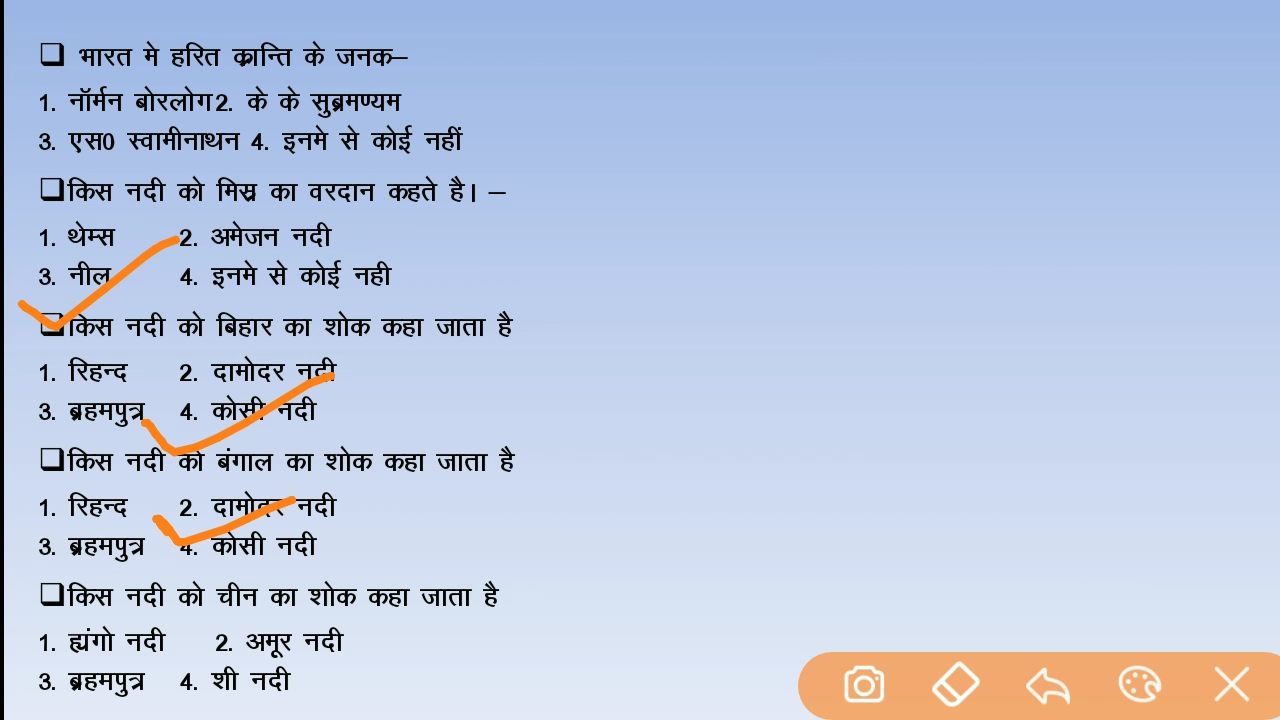 ❑ भारत मे हरित क्रान्ति के जनक–
1. नॉर्मन बोरलोग 2. के के सुब्रमण्यम
3. एस0 स्वामीनाथन 4. इनमे से कोई नहीं
❑किस नदी को मिस्र का वरदान कहते है। –
1. थेम्स 2. अमेजन नदी
3. नील 4. इनमे से कोई नही
❑किस नदी को बिहार का शोक कहा जाता है
1. रिहन्द 2. दामोदर नदी
3. ब्रहमपुत्र 4. कोसी नदी
❑किस नदी को बंगाल का शोक कहा जाता है
1. रिहन्द 2. दामोदर नदी
3. ब्रहमपुत्र 4. कोसी नदी
❑किस नदी को चीन का शोक कहा जाता है
1. ह्यंगो नदी 2. अमूर नदी
3. ब्रहमपुत्र 4. शी नदी